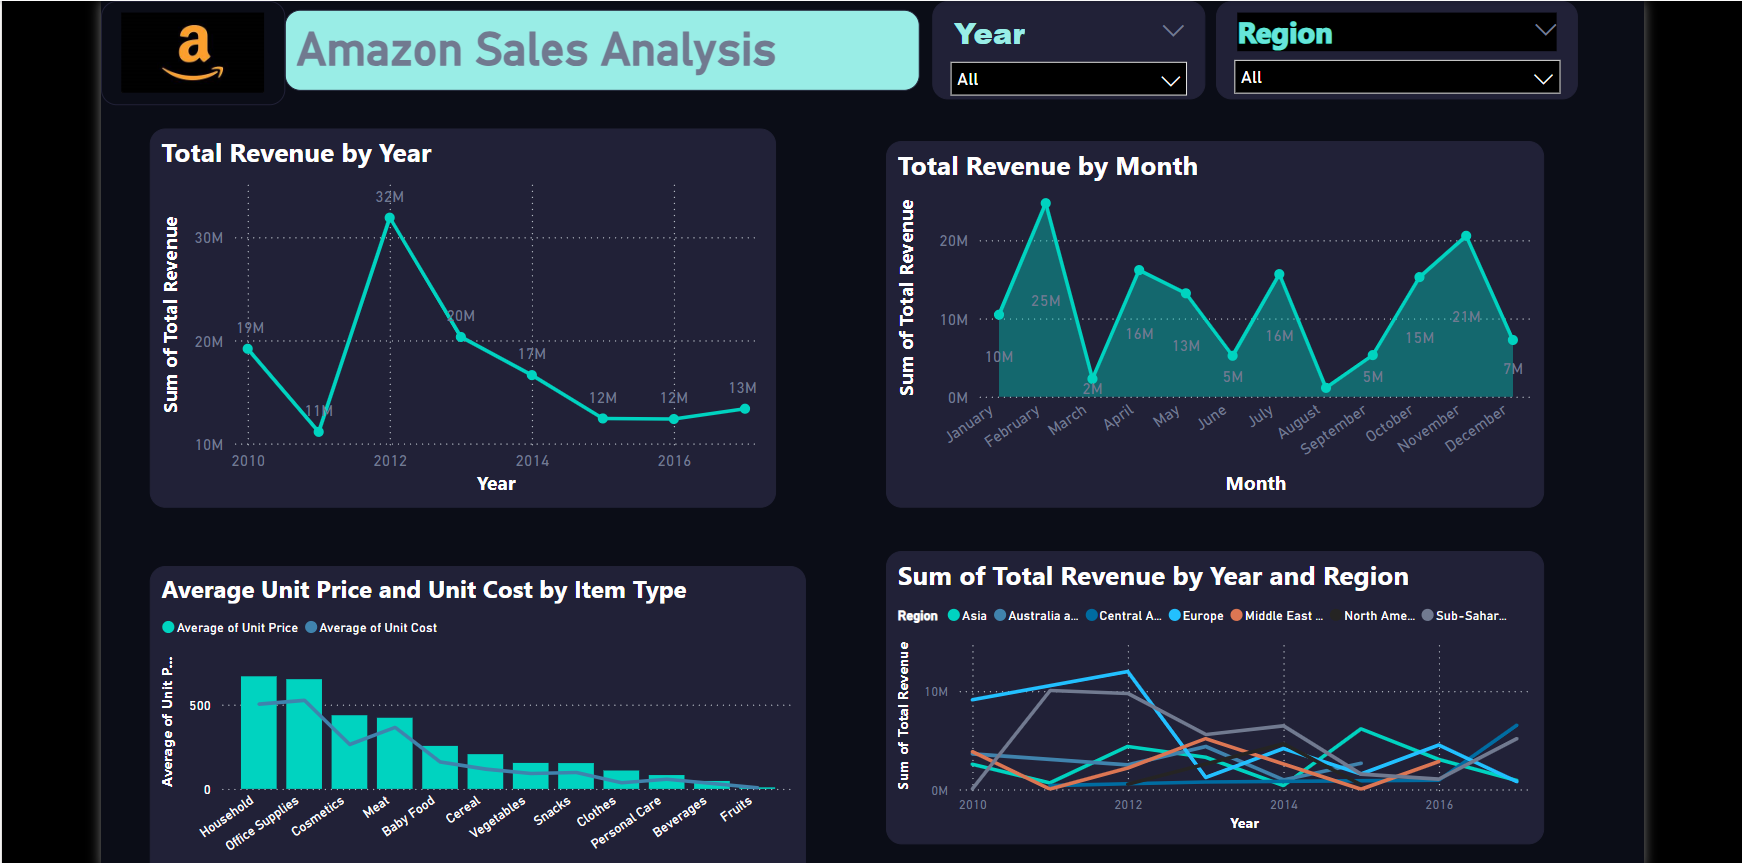 a
Amazon Sales Analysis
Year
All
Region
All
Total Revenue by Year
Sum of Total Revenue
30M
20M
10M
19M
11M
32M
20M
17M
12M
12M
13M
2010
2012
2014
2016
Year
Total Revenue by Month
Sum of Total Revenue
20M
10M
0M
10M
25M
2M
16M
13M
5M
16M
5M
15M
21M
7M
January
February
March
April
May
June
July
August
September
October
November
December
Month
Average Unit Price and Unit Cost by Item Type
Average of Unit Price
Average of Unit Cost
Average of Unit P...
500
0
Household
Office Supplies
Cosmetics
Meat
Baby Food
Cereal
Vegetables
Snacks
Clothes
Personal Care
Beverages
Fruits
Sum of Total Revenue by Year and Region
Region Asia Australia a... Central A... Europe Middle East ... North Ame... Sub-Sahar...
Sum of Total Revenue
10M
0M
2010
2012
2014
2016
Year